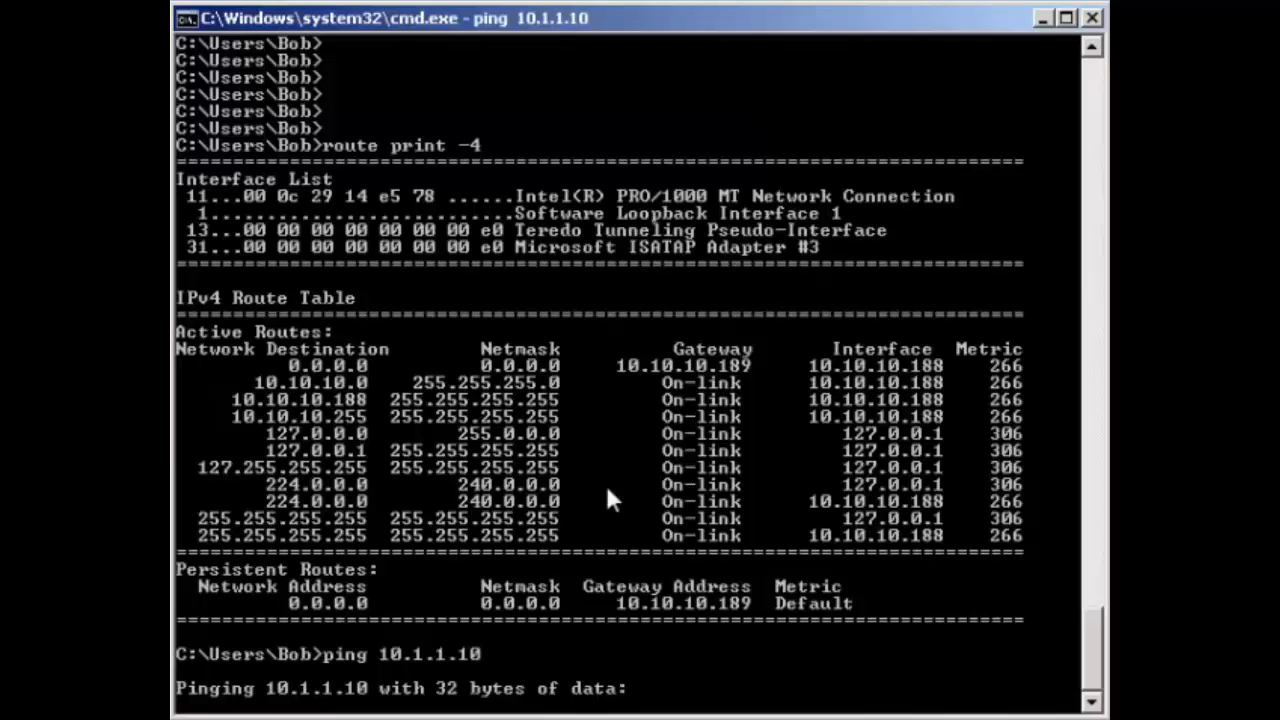 C:\Windows\system32\cmd.exe - ping 10.1.1.10
C:\Users\Bob>
C:\Users\Bob>
C:\Users\Bob>
C:\Users\Bob>
C:\Users\Bob>
C:\Users\Bob>
C:\Users\Bob>route print -4
===========================================================================
Interface List
11...00 0c 29 14 e5 78 ......Intel(R) PRO/1000 MT Network Connection
1...........................Software Loopback Interface 1
13...00 00 00 00 00 00 00 e0 Teredo Tunneling Pseudo-Interface
31...00 00 00 00 00 00 00 e0 Microsoft ISATAP Adapter #3
===========================================================================
IPv4 Route Table
===========================================================================
Active Routes:
Network Destination Netmask Gateway Interface Metric
0.0.0.0 0.0.0.0 10.10.10.189 10.10.10.188 266
10.10.10.0 255.255.255.0 On-link 10.10.10.188 266
10.10.10.188 255.255.255.255 On-link 10.10.10.188 266
10.10.10.255 255.255.255.255 On-link 10.10.10.188 266
127.0.0.0 255.0.0.0 On-link 127.0.0.1 306
127.0.0.1 255.255.255.255 On-link 127.0.0.1 306
127.255.255.255 255.255.255.255 On-link 127.0.0.1 306
224.0.0.0 240.0.0.0 On-link 127.0.0.1 306
224.0.0.0 240.0.0.0 On-link 10.10.10.188 266
255.255.255.255 255.255.255.255 On-link 127.0.0.1 306
255.255.255.255 255.255.255.255 On-link 10.10.10.188 266
===========================================================================
Persistent Routes:
Network Address Netmask Gateway Address Metric
0.0.0.0 0.0.0.0 10.10.10.189 Default
===========================================================================
C:\Users\Bob>ping 10.1.1.10
Pinging 10.1.1.10 with 32 bytes of data: